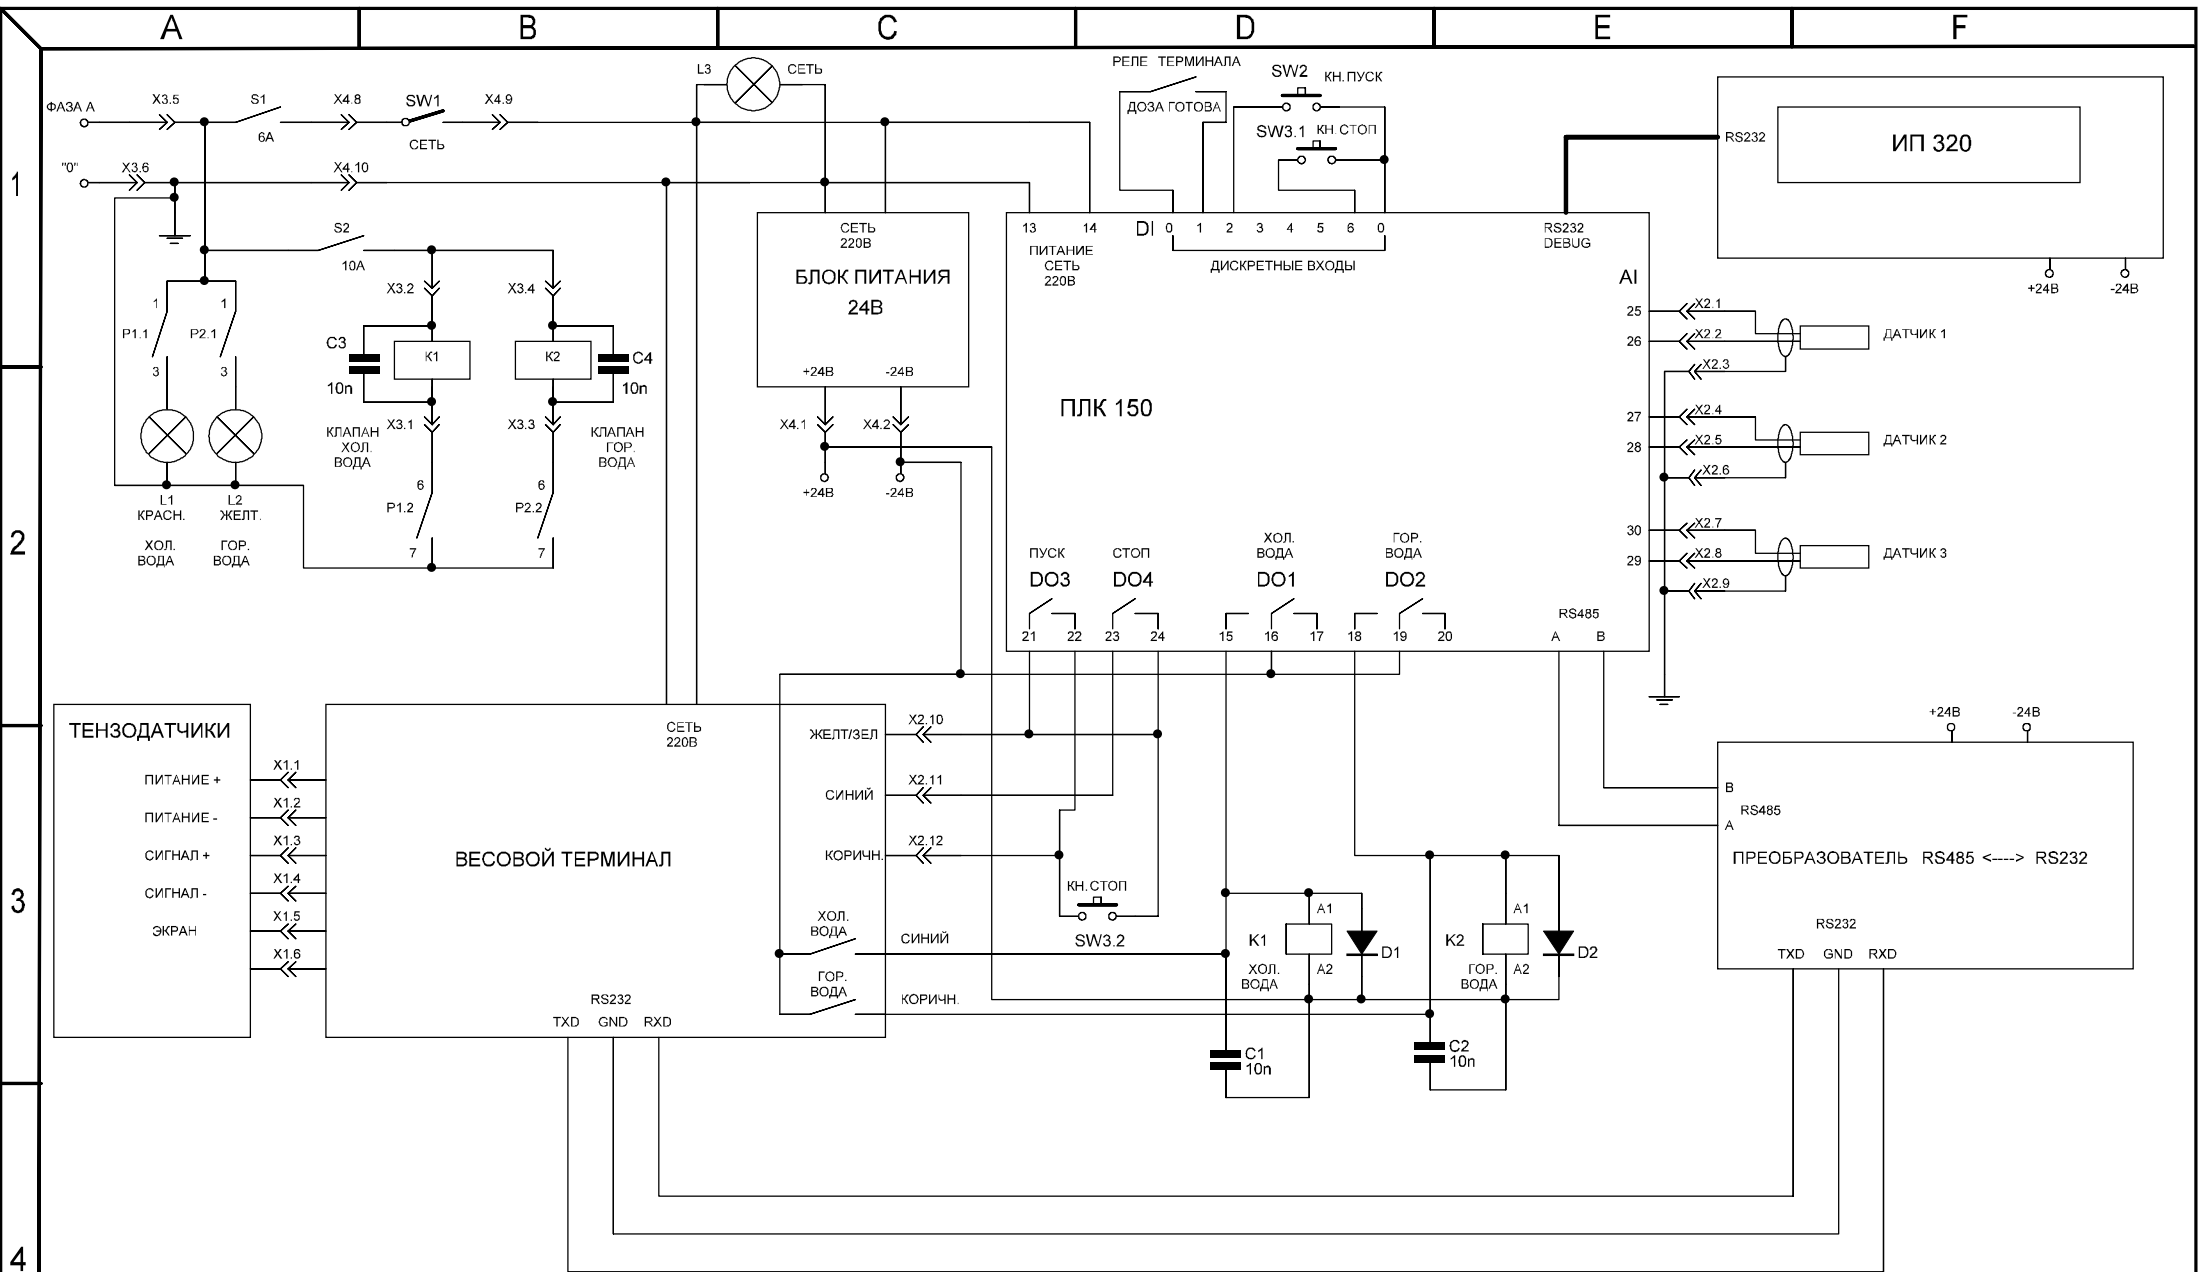 A B C D E F
1
2
3
4
ФАЗА А
X3.5
S1
6А
X4.8
SW1
СЕТЬ
X4.9
L3
СЕТЬ
"0"
X3.6
X4.10
S2
10А
1
P1.1
3
1
P2.1
3
L1
КРАСН.
ХОЛ.
ВОДА
L2
ЖЕЛТ.
ГОР.
ВОДА
X3.2
C3
10n
К1
X3.1
КЛАПАН
ХОЛ.
ВОДА
6
P1.2
7
X3.4
К2
C4
10n
X3.3
КЛАПАН
ГОР.
ВОДА
6
P2.2
7
СЕТЬ
220В
БЛОК ПИТАНИЯ
24В
+24В
-24В
X4.1
X4.2
+24В
-24В
РЕЛЕ ТЕРМИНАЛА
ДОЗА ГОТОВА
SW2
КН.ПУСК
SW3.1
КН.СТОП
13
14
ПИТАНИЕ
СЕТЬ
220В
DI
0 1 2 3 4 5 6 0
ДИСКРЕТНЫЕ ВХОДЫ
RS232
DEBUG
AI
ПЛК 150
25
26
27
28
30
29
ПУСК
DO3
СТОП
DO4
ХОЛ.
ВОДА
DO1
ГОР.
ВОДА
DO2
RS485
21 22 23 24 15 16 17 18 19 20 A B
RS232
ИП 320
+24В
-24В
X2.1
X2.2
X2.3
ДАТЧИК 1
X2.4
X2.5
X2.6
ДАТЧИК 2
X2.7
X2.8
X2.9
ДАТЧИК 3
ТЕНЗОДАТЧИКИ
ПИТАНИЕ +
ПИТАНИЕ -
СИГНАЛ +
СИГНАЛ -
ЭКРАН
X1.1
X1.2
X1.3
X1.4
X1.5
X1.6
СЕТЬ
220В
ВЕСОВОЙ ТЕРМИНАЛ
ЖЕЛТ/ЗЕЛ
СИНИЙ
КОРИЧН.
ХОЛ.
ВОДА
ГОР.
ВОДА
RS232
TXD GND RXD
X2.10
X2.11
X2.12
СИНИЙ
КОРИЧН.
КН.СТОП
SW3.2
K1
ХОЛ.
ВОДА
A1
A2
D1
C1
10n
K2
ГОР.
ВОДА
A1
A2
D2
C2
10n
+24В
-24В
B
RS485
A
ПРЕОБРАЗОВАТЕЛЬ RS485 <----> RS232
RS232
TXD GND RXD